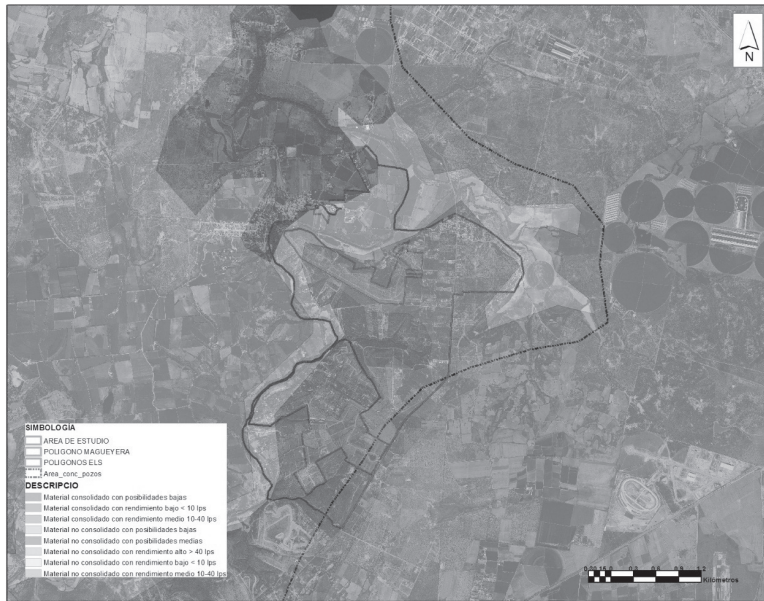 N
SIMBOLOGÍA
AREA DE ESTUDIO
POLIGONO MAGUEYERA
POLIGONOS ELS
Area_conc_pozos
DESCRIPCIO
Material consolidado con posibilidades bajas
Material consolidado con rendimiento bajo < 10 lps
Material consolidado con rendimiento medio 10-40 lps
Material no consolidado con posibilidades bajas
Material no consolidado con posibilidades medias
Material no consolidado con rendimiento alto > 40 lps
Material no consolidado con rendimiento bajo < 10 lps
Material no consolidado con rendimiento medio 10-40 lps
Kilómetros